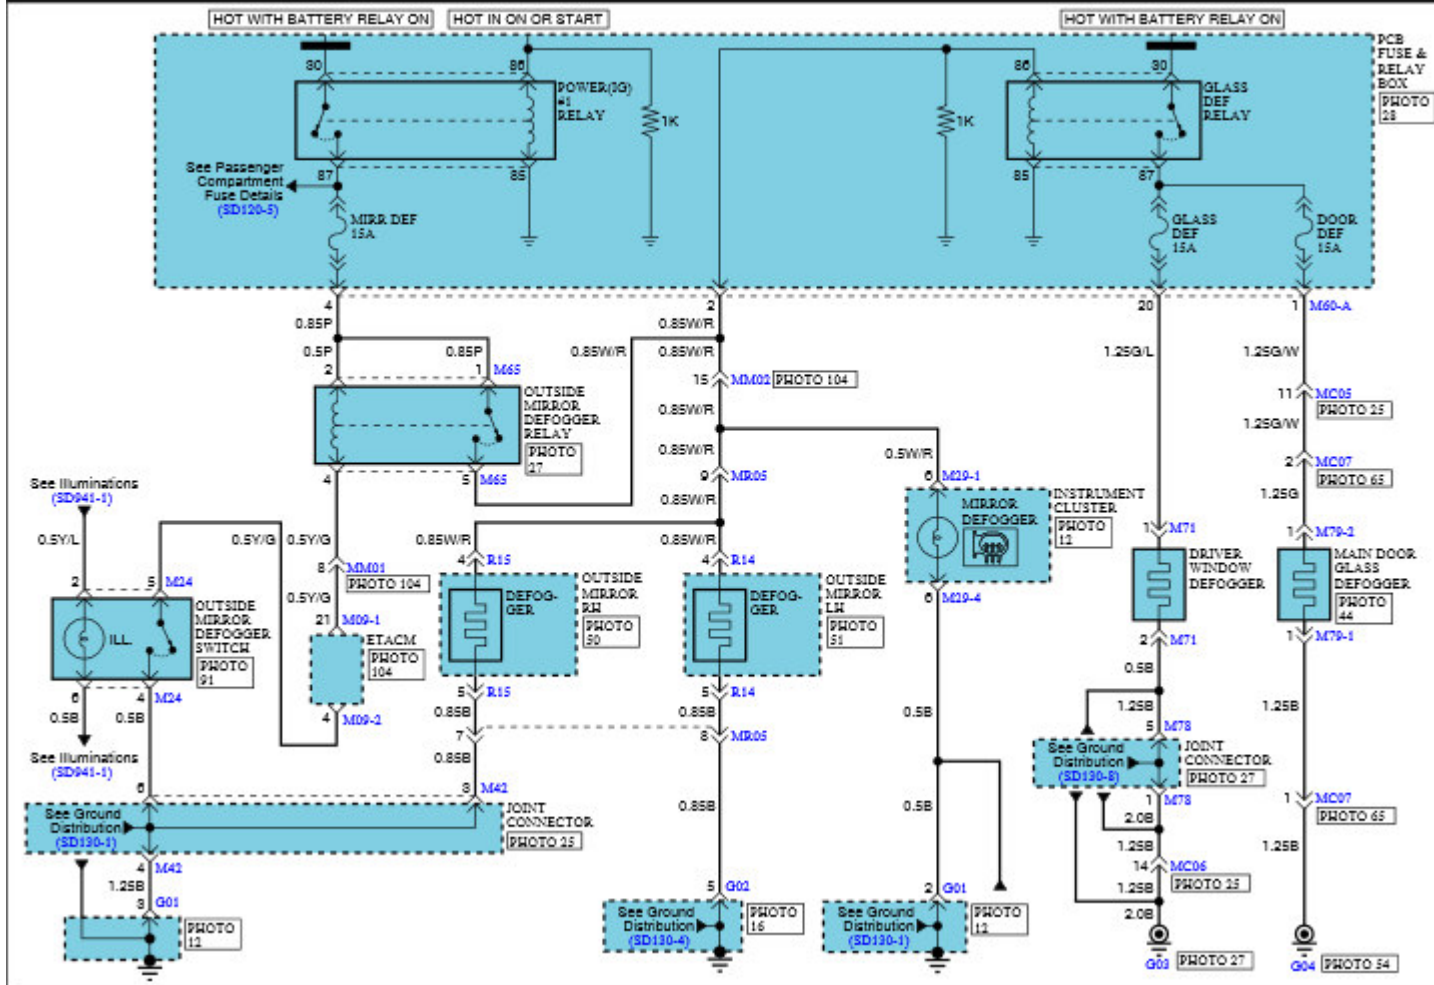 HOT WITH BATTERY RELAY ON
HOT IN ON OR START
HOT WITH BATTERY RELAY ON
PCB
FUSE &
RELAY
BOX
PHOTO
28
30
86
86
30
POWER(IG)
#1
RELAY
1K
1K
GLASS
DEF
RELAY
See Passenger
Compartment
Fuse Details
(SD120-5)
87
85
85
87
MIRR DEF
15A
GLASS
DEF
15A
DOOR
DEF
15A
4
2
20
1
M60-A
0.85P
0.85W/R
0.5P
0.85P
0.85W/R
0.85W/R
1.25G/L
1.25G/W
2
1
M65
15
MM02
PHOTO 104
11
MC05
PHOTO 25
OUTSIDE
MIRROR
DEFOGGER
RELAY
PHOTO
27
0.85W/R
1.25G/W
0.85W/R
0.5W/R
2
MC07
PHOTO 65
4
5
M65
9
MR05
6
M29-1
See Illuminations
(SD941-1)
0.85W/R
1.25G
MIRROR
DEFOGGER
INSTRUMENT
CLUSTER
PHOTO
12
0.5Y/L
0.5Y/G
0.5Y/G
0.85W/R
0.85W/R
1
M71
1
M79-2
2
5
M24
8
MM01
PHOTO 104
4
R15
4
R14
DRIVER
WINDOW
DEFOGGER
MAIN DOOR
GLASS
DEFOGGER
PHOTO
44
ILL.
OUTSIDE
MIRROR
DEFOGGER
SWITCH
PHOTO
91
0.5Y/G
21
M09-1
DEFOG-
GER
OUTSIDE
MIRROR
RH
PHOTO
50
DEFOG-
GER
OUTSIDE
MIRROR
LH
PHOTO
51
6
M29-4
ETACM
PHOTO
104
2
M71
1
M79-1
6
4
M24
4
M09-2
5
R15
5
R14
0.5B
0.5B
0.5B
0.85B
0.85B
0.5B
1.25B
1.25B
See Illuminations
(SD941-1)
7
8
MR05
5
M78
0.85B
See Ground
Distribution
(SD130-8)
JOINT
CONNECTOR
PHOTO 27
6
3
M42
1
M78
1
MC07
PHOTO 65
See Ground
Distribution
(SD130-1)
JOINT
CONNECTOR
PHOTO 25
0.85B
0.5B
2.0B
1.25B
1.25B
4
M42
14
MC06
PHOTO 25
1.25B
1.25B
3
G01
5
G02
2
G01
2.0B
PHOTO
12
See Ground
Distribution
(SD130-4)
PHOTO
16
See Ground
Distribution
(SD130-1)
PHOTO
12
G03
PHOTO 27
G04
PHOTO 54